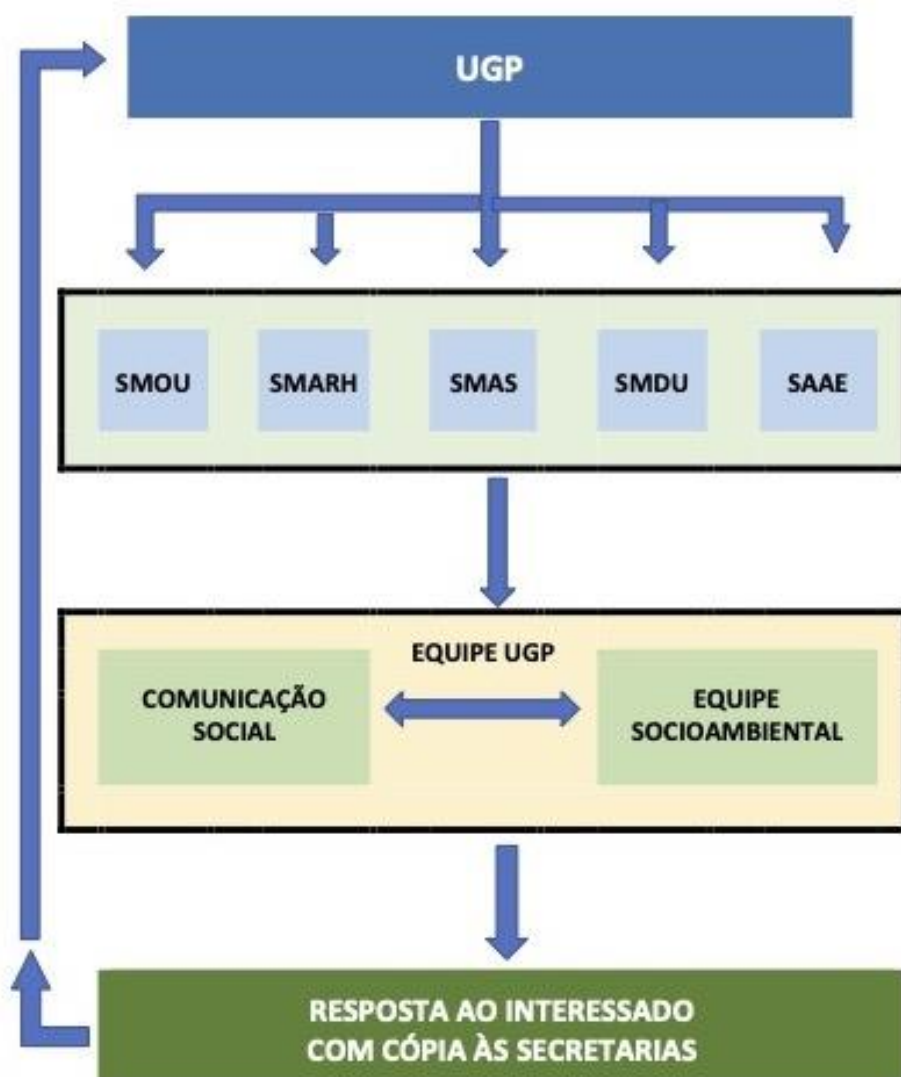 UGP
SMOU SMARH SMAS SMDU SAAE
EQUIPE UGP
COMUNICAÇÃO
SOCIAL
EQUIPE
SOCIOAMBIENTAL
RESPOSTA AO INTERESSADO
COM CÓPIA ÀS SECRETARIAS